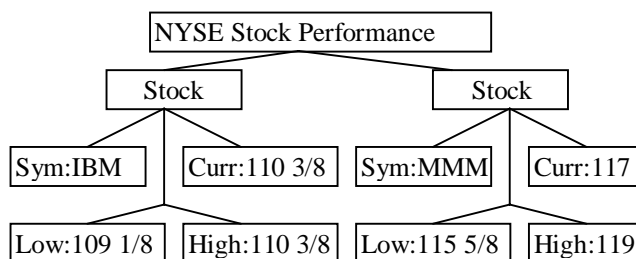 NYSE Stock Performance
Stock
Stock
Sym:IBM
Curr:110 3/8
Sym:MMM
Curr:117
Low:109 1/8
High:110 3/8
Low:115 5/8
High:119